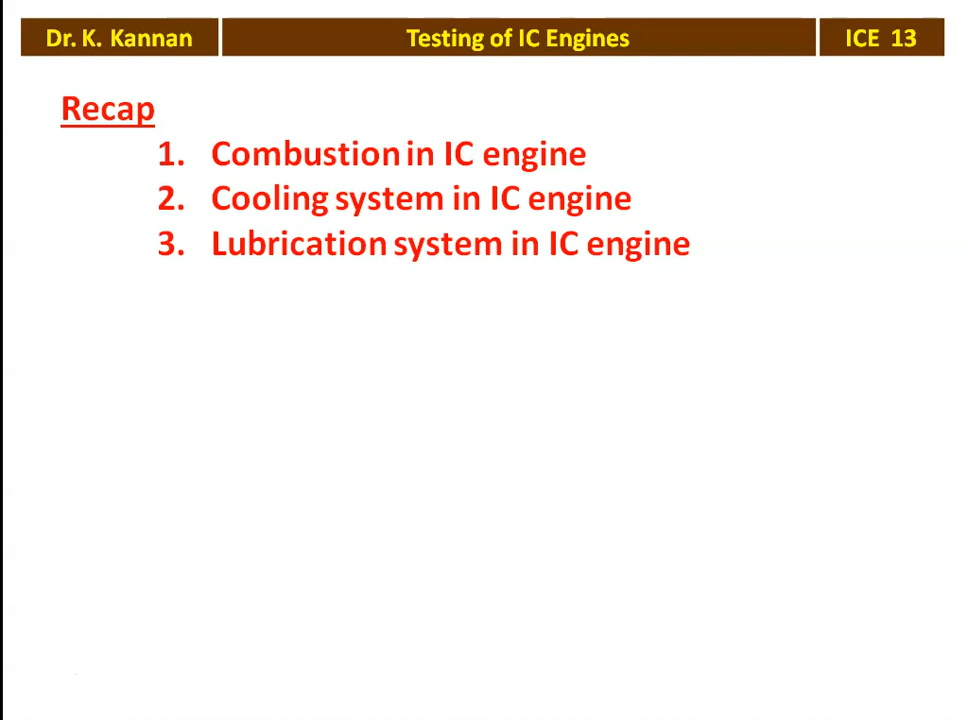 Dr. K. Kannan Testing of IC Engines ICE 13
Recap
1. Combustion in IC engine
2. Cooling system in IC engine
3. Lubrication system in IC engine